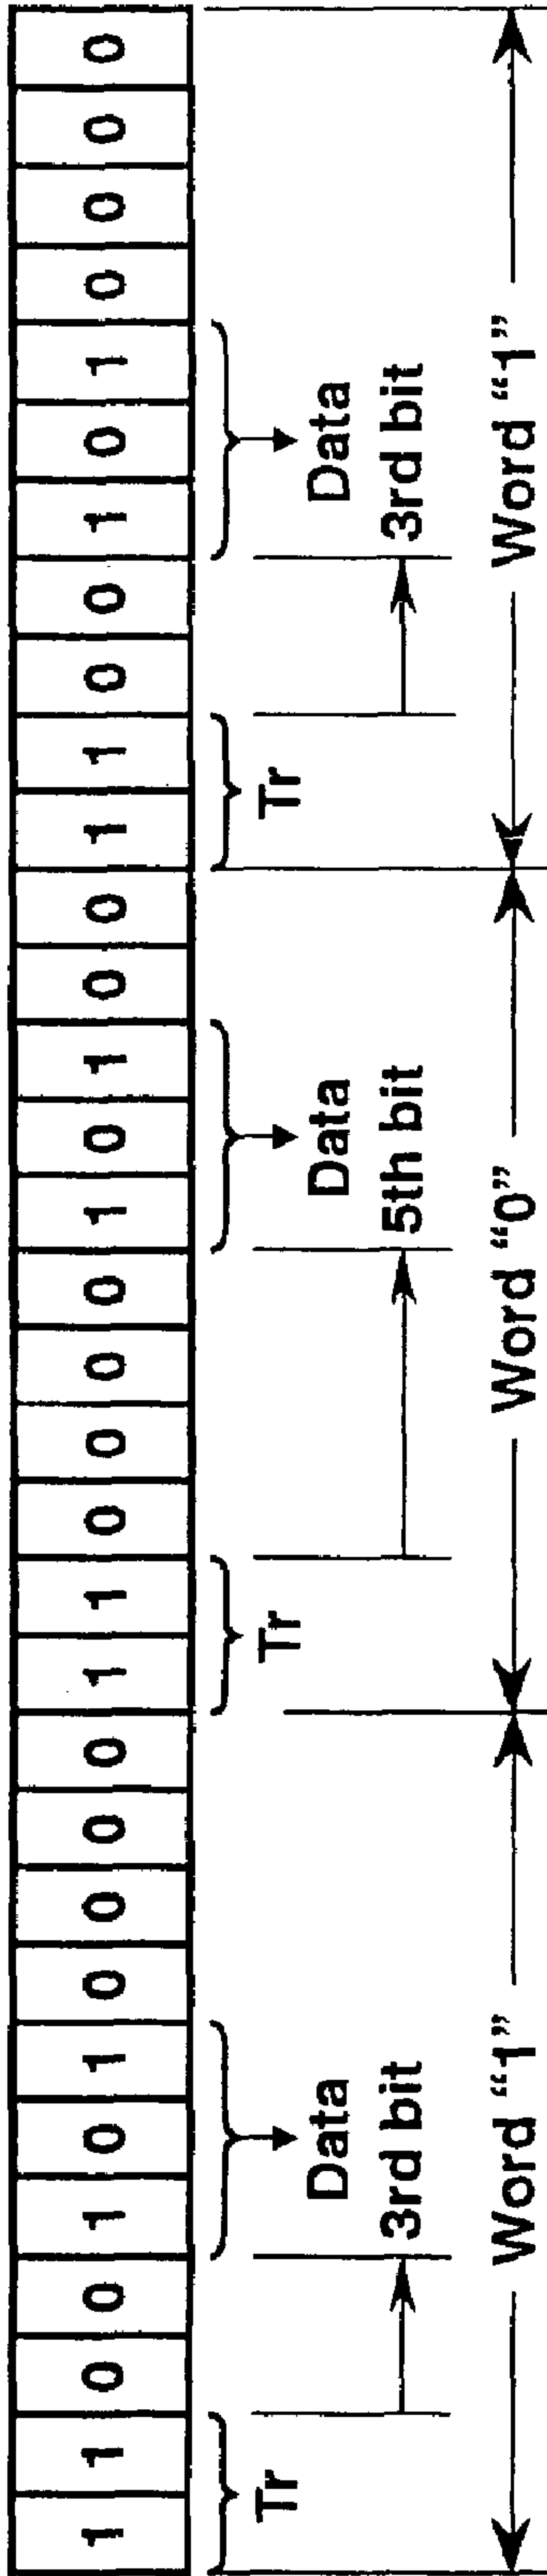 1 1 0 0 1 0 1 0 0 0 0 1 1 0 0 0 0 1 0 1 0 0 1 1 0 0 1 0 1 0 0 0 0
Tr Tr Tr
Data Data Data
3rd bit 5th bit 3rd bit
Word “1” Word “0” Word “1”